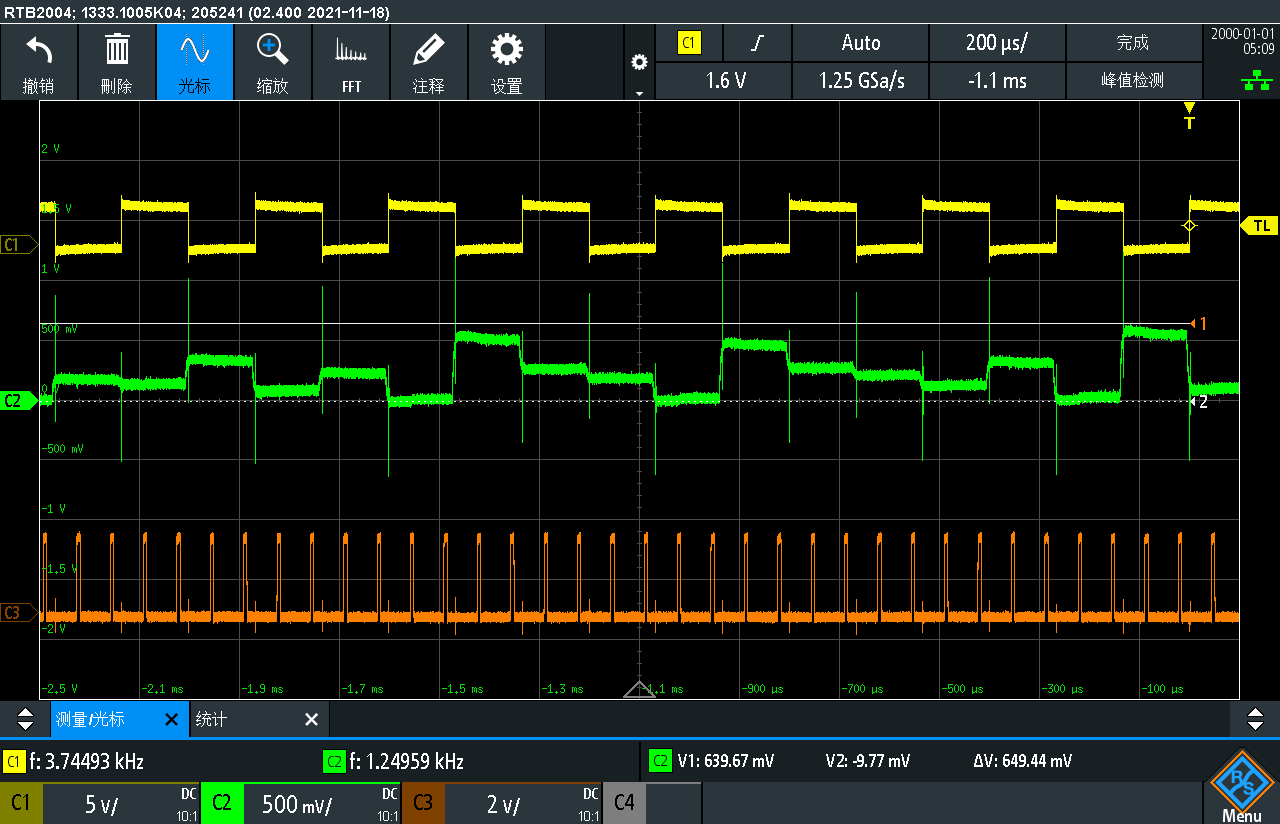 RTB2004; 1333.1005K04; 205241 (02.400 2021-11-18)
撤销 删除 光标 缩放 FFT 注释 设置
C1 Auto 200 µs/ 完成
1.6 V 1.25 GSa/s -1.1 ms 峰值检测
2000-01-01
05:09
T
2 V
1.5 V
TL
C1
1 V
500 mV
1
0
C2
2
-500 mV
-1 V
-1.5 V
C3
-2 V
-2.5 V -2.1 ms -1.9 ms -1.7 ms -1.5 ms -1.3 ms -1.1 ms -900 µs -700 µs -500 µs -300 µs -100 µs
测量/光标 统计
C1 f: 3.74493 kHz C2 f: 1.24959 kHz C2 V1: 639.67 mV V2: -9.77 mV ΔV: 649.44 mV
C1 5 V/ DC 10:1 C2 500 mV/ DC 10:1 C3 2 V/ DC 10:1 C4
R S
Menu